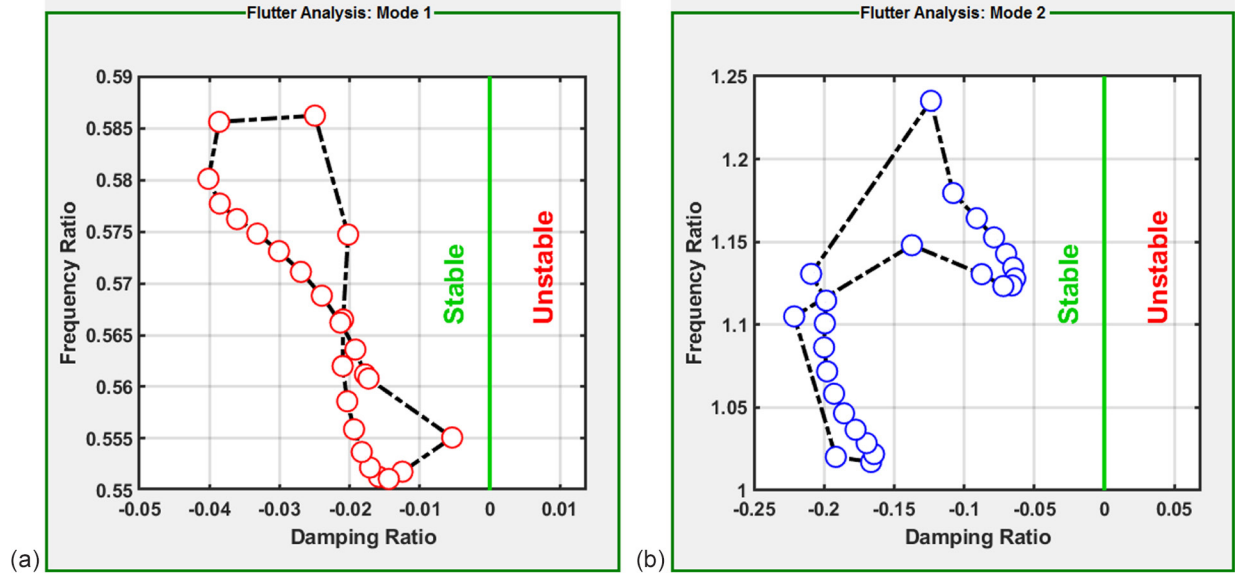 Flutter Analysis: Mode 1
0.59
0.585
0.58
0.575
0.57
0.565
0.56
0.555
0.55
Frequency Ratio
Stable
Unstable
-0.05 -0.04 -0.03 -0.02 -0.01 0 0.01
Damping Ratio
(a)
Flutter Analysis: Mode 2
1.25
1.2
1.15
1.1
1.05
1
Frequency Ratio
Stable
Unstable
-0.25 -0.2 -0.15 -0.1 -0.05 0 0.05
Damping Ratio
(b)